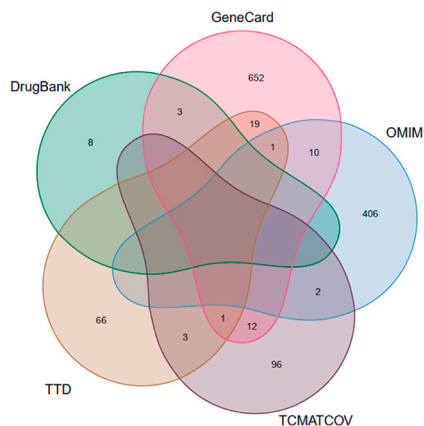 GeneCard
652
DrugBank
3
19
OMIM
8
1
10
406
2
66
1
12
3
96
TTD
TCMATCOV